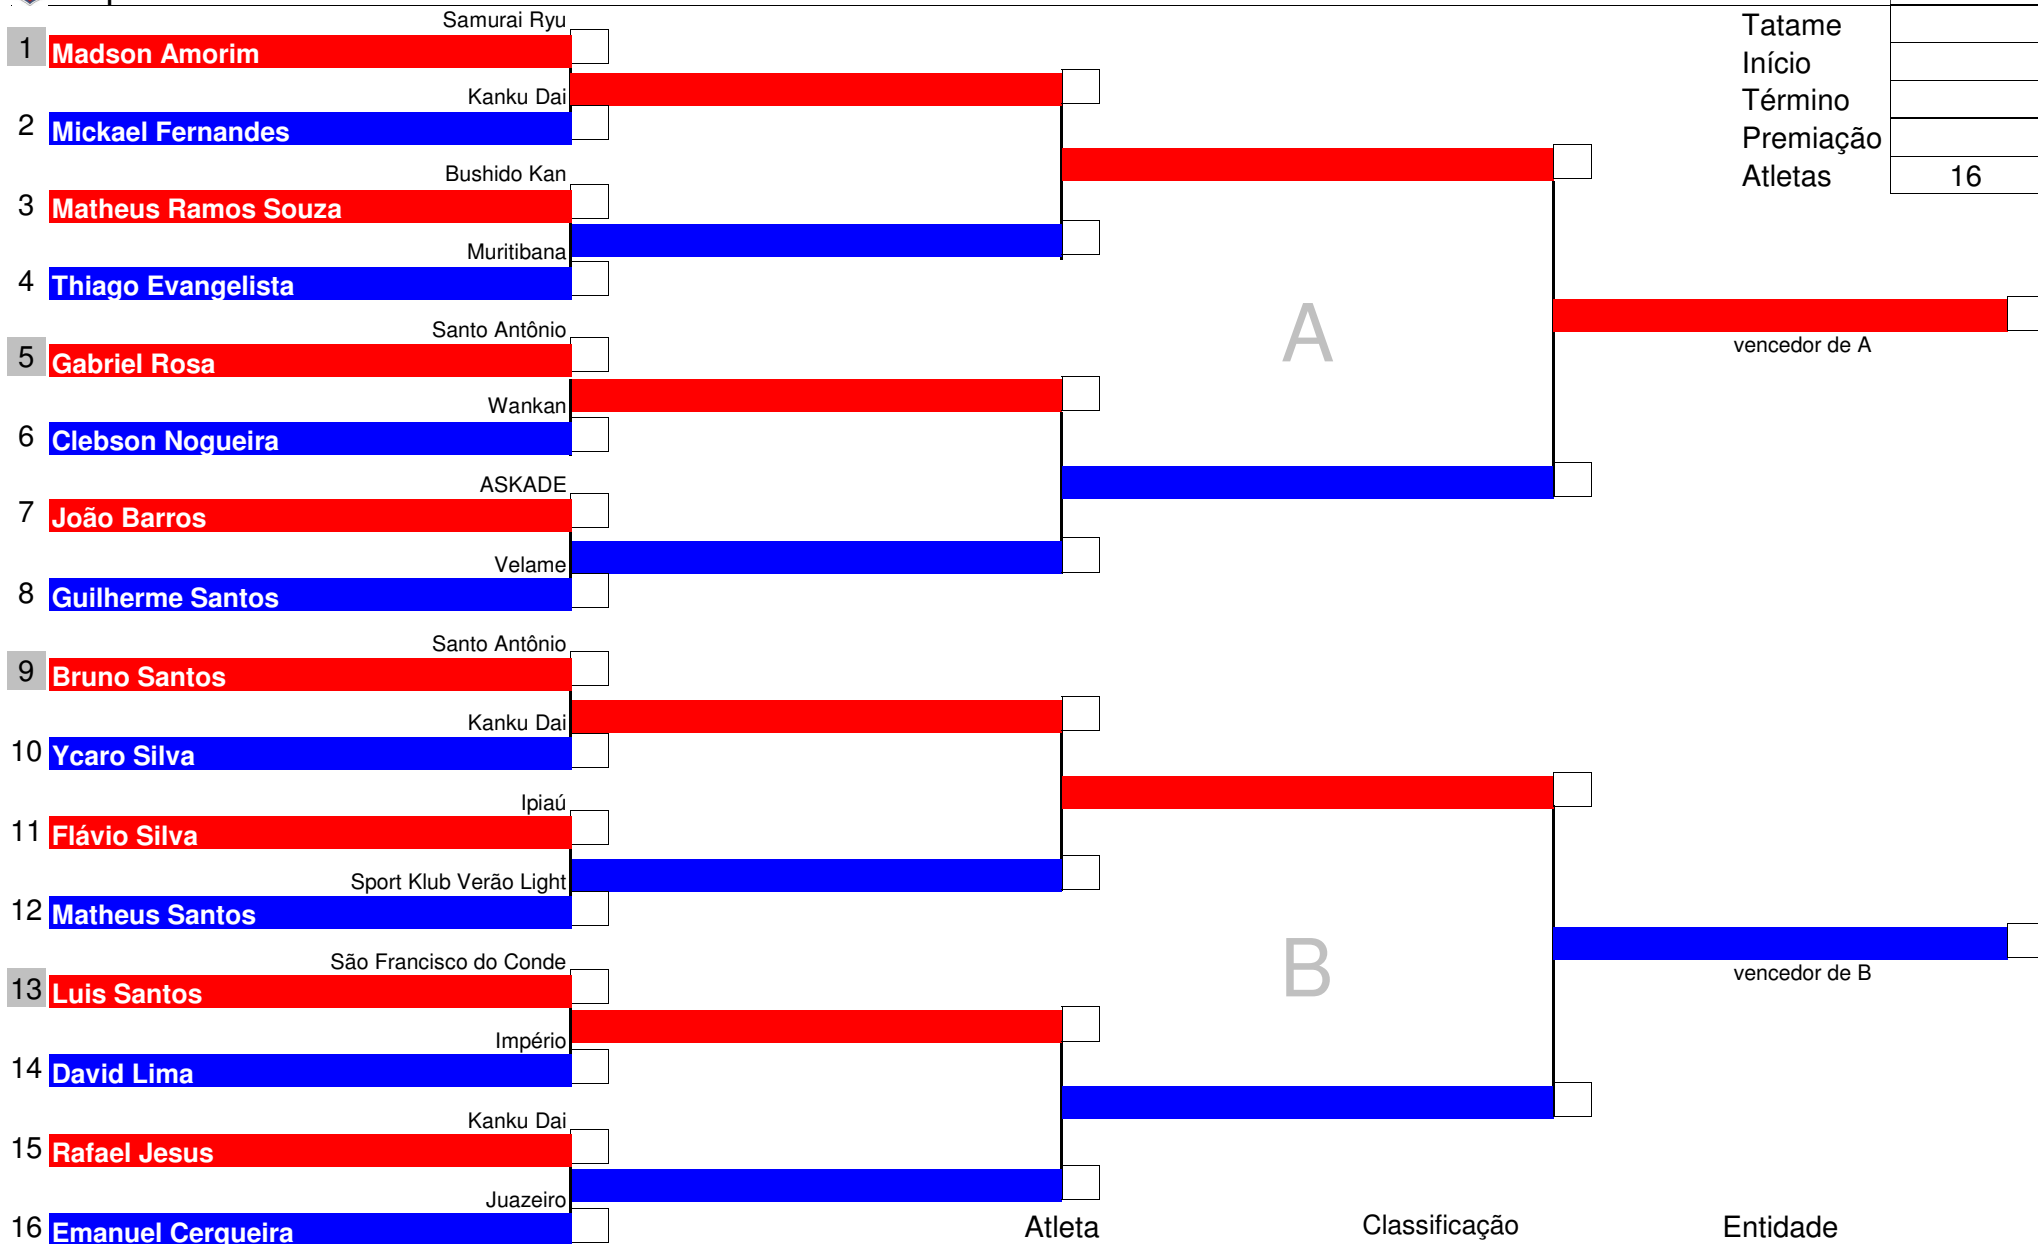 Samurai Ryu
1 Madson Amorim
Kanku Dai
2 Mickael Fernandes
Bushido Kan
3 Matheus Ramos Souza
Muritibana
4 Thiago Evangelista
Santo Antônio
5 Gabriel Rosa
Wankan
6 Clebson Nogueira
ASKADE
7 João Barros
Velame
8 Guilherme Santos
Santo Antônio
9 Bruno Santos
Kanku Dai
10 Ycaro Silva
Ipiaú
11 Flávio Silva
Sport Klub Verão Light
12 Matheus Santos
São Francisco do Conde
13 Luis Santos
Império
14 David Lima
Kanku Dai
15 Rafael Jesus
Juazeiro
16 Emanuel Cerqueira
A
B
vencedor de A
vencedor de B
Tatame
Início
Término
Premiação
Atletas 16
Atleta Classificação Entidade